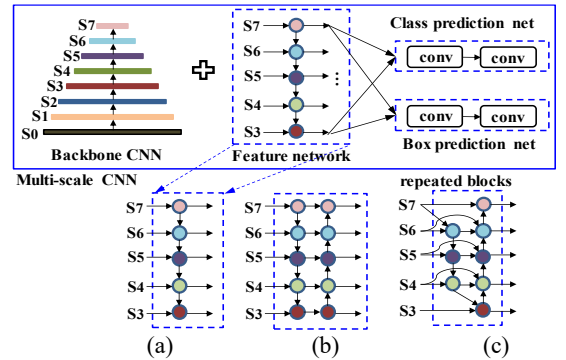 S7
S6
S5
S4
S3
S2
S1
S0
Backbone CNN
S7
S6
S5
S4
S3
Feature network
Class prediction net
conv conv
conv conv
Box prediction net
Multi-scale CNN
S7
S6
S5
S4
S3
(a)
S7
S6
S5
S4
S3
(b)
repeated blocks
S7
S6
S5
S4
S3
(c)